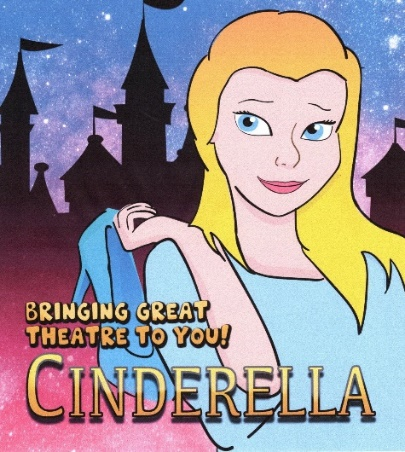 BRINGING GREAT
THEATRE TO YOU!
CINDERELLA